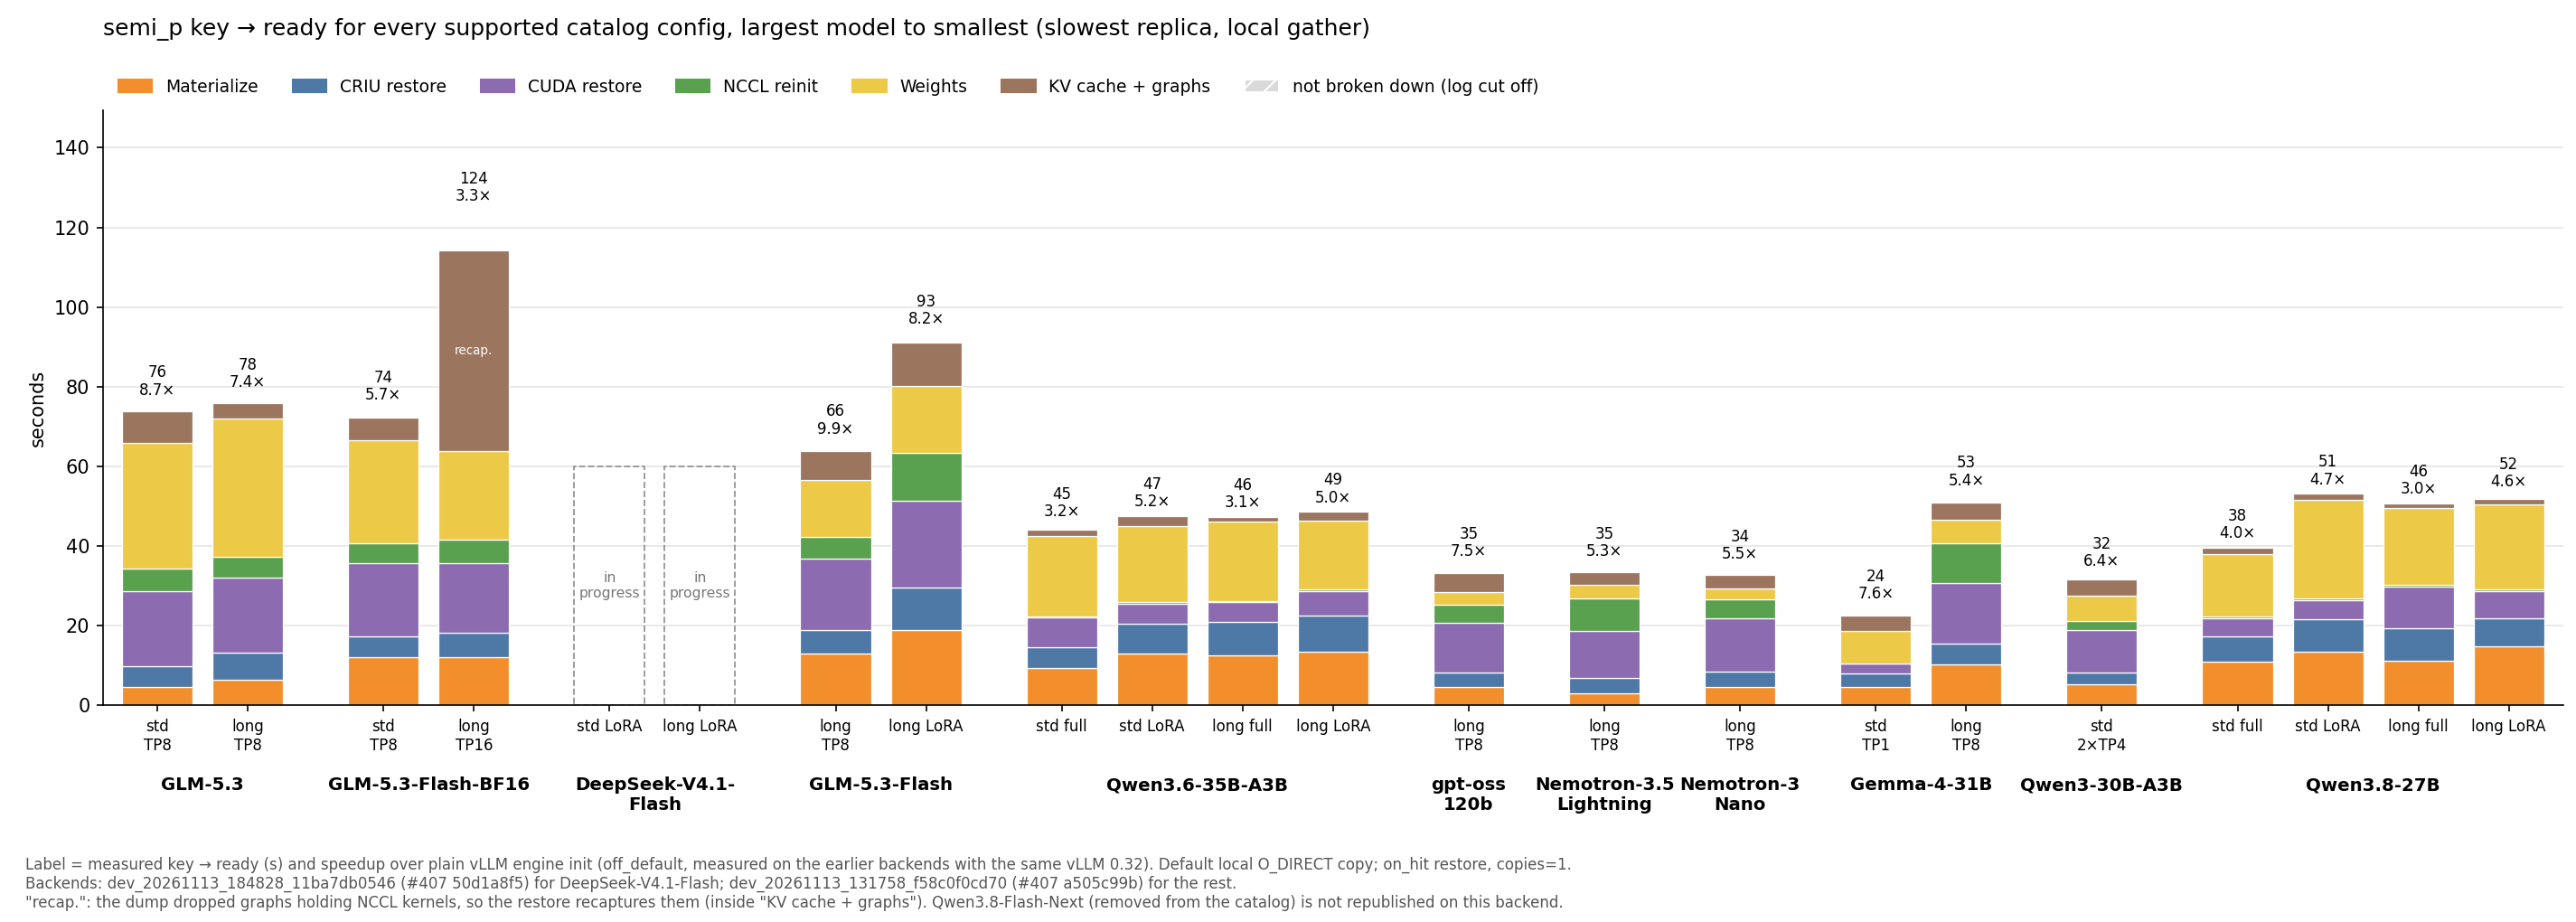 semi_p key → ready for every supported catalog config, largest model to smallest (slowest replica, local gather)
Materialize
CRIU restore
CUDA restore
NCCL reinit
Weights
KV cache + graphs
not broken down (log cut off)
seconds
140
120
100
80
60
40
20
0
76
8.7×
78
7.4×
74
5.7×
124
3.3×
recap.
in
progress
in
progress
66
9.9×
93
8.2×
45
3.2×
47
5.2×
46
3.1×
49
5.0×
35
7.5×
35
5.3×
34
5.5×
24
7.6×
53
5.4×
32
6.4×
38
4.0×
51
4.7×
46
3.0×
52
4.6×
std
TP8
long
TP8
std
TP8
long
TP16
std LoRA
long LoRA
long
TP8
long LoRA
std full
std LoRA
long full
long LoRA
long
TP8
long
TP8
long
TP8
std
TP1
long
TP8
std
2×TP4
std full
std LoRA
long full
long LoRA
GLM-5.3
GLM-5.3-Flash-BF16
DeepSeek-V4.1-
Flash
GLM-5.3-Flash
Qwen3.6-35B-A3B
gpt-oss
120b
Nemotron-3.5
Lightning
Nemotron-3
Nano
Gemma-4-31B
Qwen3-30B-A3B
Qwen3.8-27B
Label = measured key → ready (s) and speedup over plain vLLM engine init (off_default, measured on the earlier backends with the same vLLM 0.32). Default local O_DIRECT copy; on_hit restore, copies=1.
Backends: dev_20261113_184828_11ba7db0546 (#407 50d1a8f5) for DeepSeek-V4.1-Flash; dev_20261113_131758_f58c0f0cd70 (#407 a505c99b) for the rest.
"recap.": the dump dropped graphs holding NCCL kernels, so the restore recaptures them (inside "KV cache + graphs"). Qwen3.8-Flash-Next (removed from the catalog) is not republished on this backend.